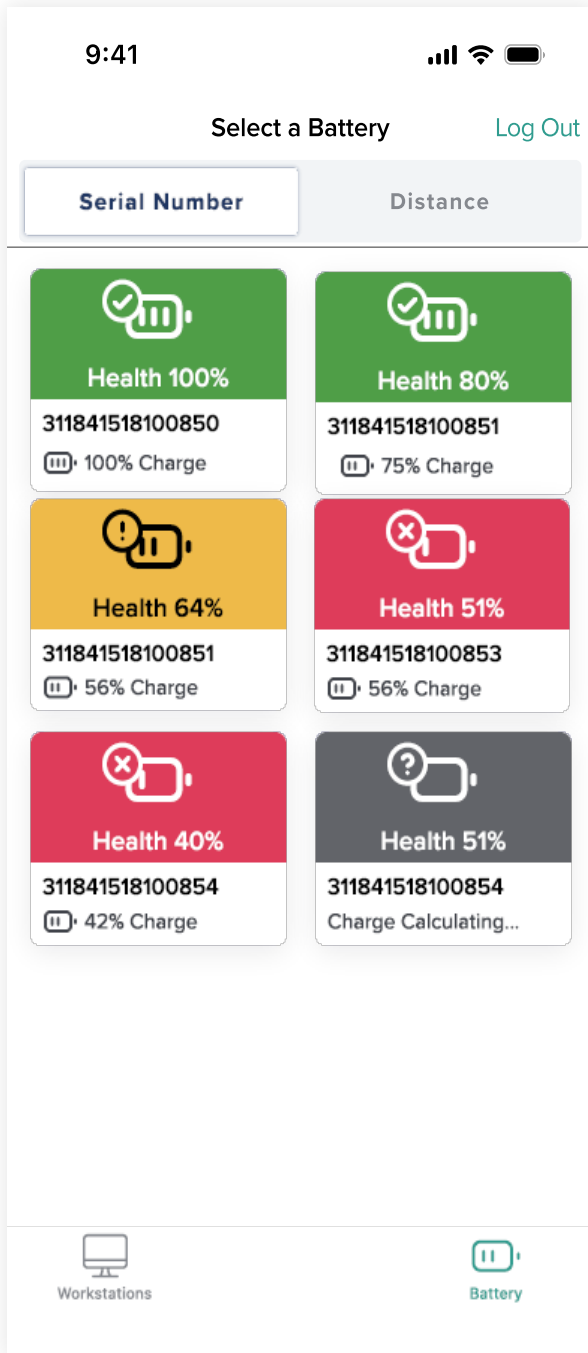 9:41
Select a Battery
Log Out
Serial Number
Distance
Health 100%
311841518100850
100% Charge
Health 80%
311841518100851
75% Charge
Health 64%
311841518100851
56% Charge
Health 51%
311841518100853
56% Charge
Health 40%
311841518100854
42% Charge
Health 51%
311841518100854
Charge Calculating...
Workstations
Battery